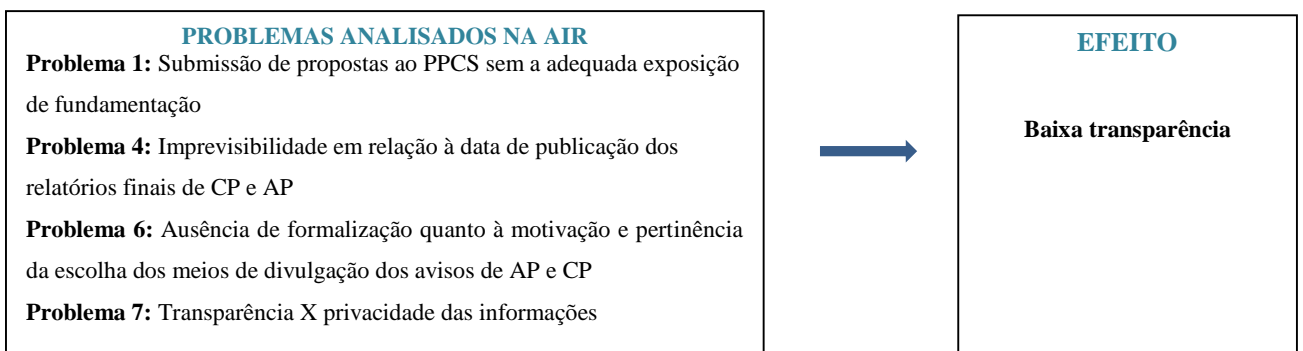 PROBLEMAS ANALISADOS NA AIR
Problema 1: Submissão de propostas ao PPCS sem a adequada exposição
de fundamentação
Problema 4: Imprevisibilidade em relação à data de publicação dos
relatórios finais de CP e AP
Problema 6: Ausência de formalização quanto à motivação e pertinência
da escolha dos meios de divulgação dos avisos de AP e CP
Problema 7: Transparência X privacidade das informações
EFEITO
Baixa transparência